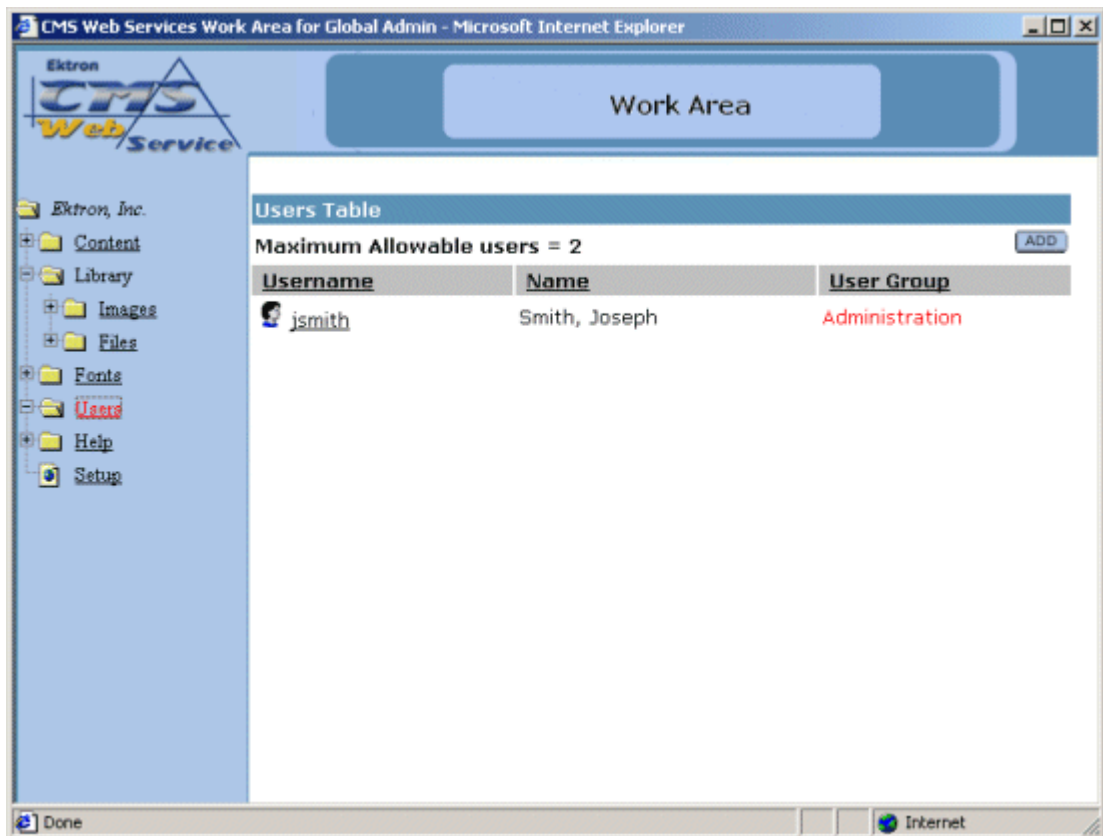 CMS Web Services Work Area for Global Admin - Microsoft Internet Explorer
Ektron
CMS
Web
Service
Work Area
Ektron, Inc.
Content
Library
Images
Files
Fonts
Users
Help
Setup
Users Table
Maximum Allowable users = 2
ADD
Username Name User Group
jsmith Smith, Joseph Administration
Done
Internet